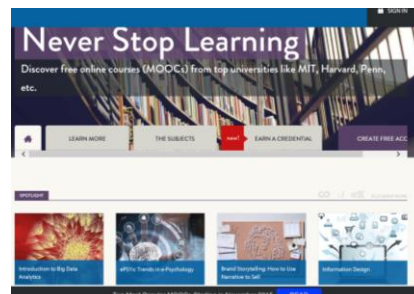 SIGN IN
Never Stop Learning
Discover free online courses (MOOCs) from top universities like MIT, Harvard, Penn,
etc.
LEARN MORE
THE SUBJECTS
new!
EARN A CREDENTIAL
CREATE FREE ACC
SPOTLIGHT
Introduction to Big Data
Analytics
ePSYc Trends in e-Psychology
Brand Storytelling: How to Use
Narrative to Sell
Information Design